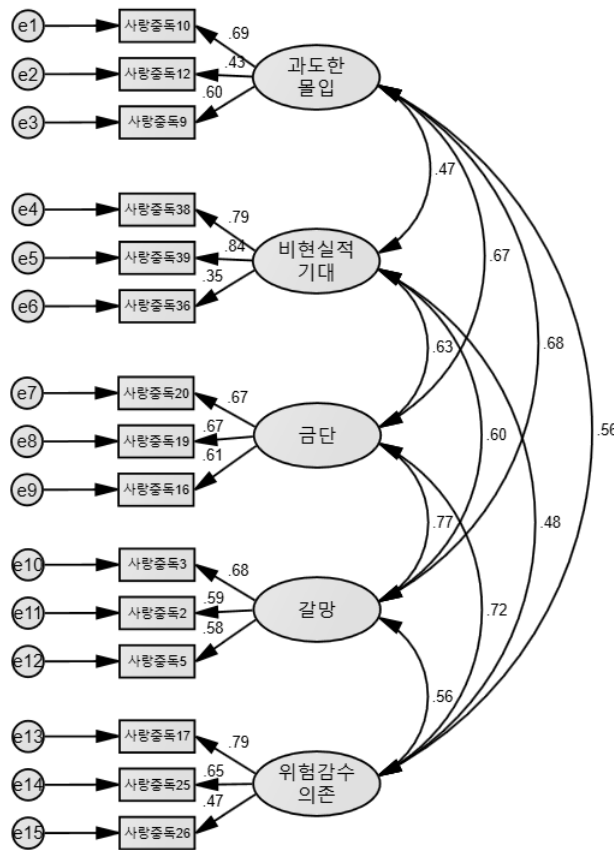 e1
사랑중독10
.69
e2
사랑중독12
.43
e3
사랑중독9
.60
과도한
몰입
.47
e4
사랑중독38
.79
e5
사랑중독39
.84
e6
사랑중독36
.35
비현실적
기대
.67
.63
.68
e7
사랑중독20
.67
e8
사랑중독19
.67
e9
사랑중독16
.61
금단
.60
.56
.77
.48
e10
사랑중독3
.68
e11
사랑중독2
.59
e12
사랑중독5
.58
갈망
.72
.56
e13
사랑중독17
.79
e14
사랑중독25
.65
e15
사랑중독26
.47
위험감수
의존